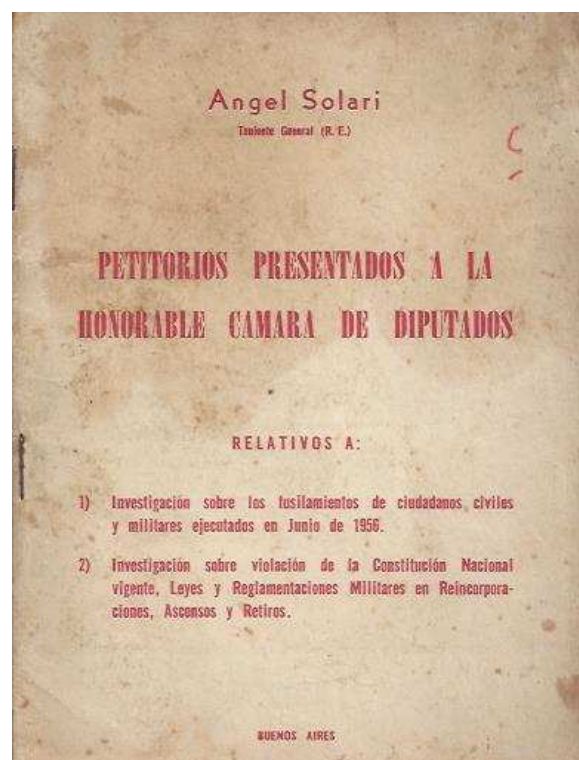 Angel Solari
Teniente General (R. E.)
PETITORIOS PRESENTADOS A LA
HONORABLE CAMARA DE DIPUTADOS
RELATIVOS A:
1) Investigación sobre los fusilamientos de ciudadanos civiles
y militares ejecutados en Junio de 1956.
2) Investigación sobre violación de la Constitución Nacional
vigente, Leyes y Reglamentaciones Militares en Reincorpora-
ciones, Ascensos y Retiros.
BUENOS AIRES